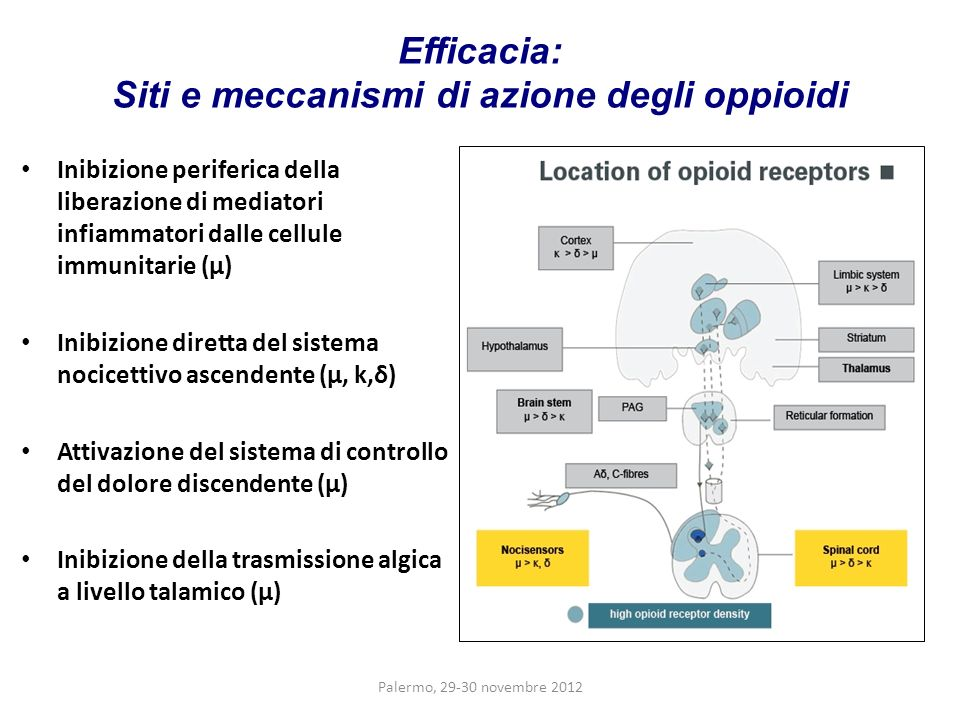 Efficacia:
Siti e meccanismi di azione degli oppioidi
• Inibizione periferica della
liberazione di mediatori
infiammatori dalle cellule
immunitarie (μ)
• Inibizione diretta del sistema
nocicettivo ascendente (μ, k,δ)
• Attivazione del sistema di controllo
del dolore discendente (μ)
• Inibizione della trasmissione algica
a livello talamico (μ)
Location of opioid receptors ■
Cortex
κ > δ > μ
Limbic system
μ > κ > δ
Hypothalamus
Striatum
Thalamus
Brain stem
μ > δ > κ
PAG
Reticular formation
Aδ, C-fibres
Nocisensors
μ > κ, δ
Spinal cord
μ > δ > κ
high opioid receptor density
Palermo, 29-30 novembre 2012